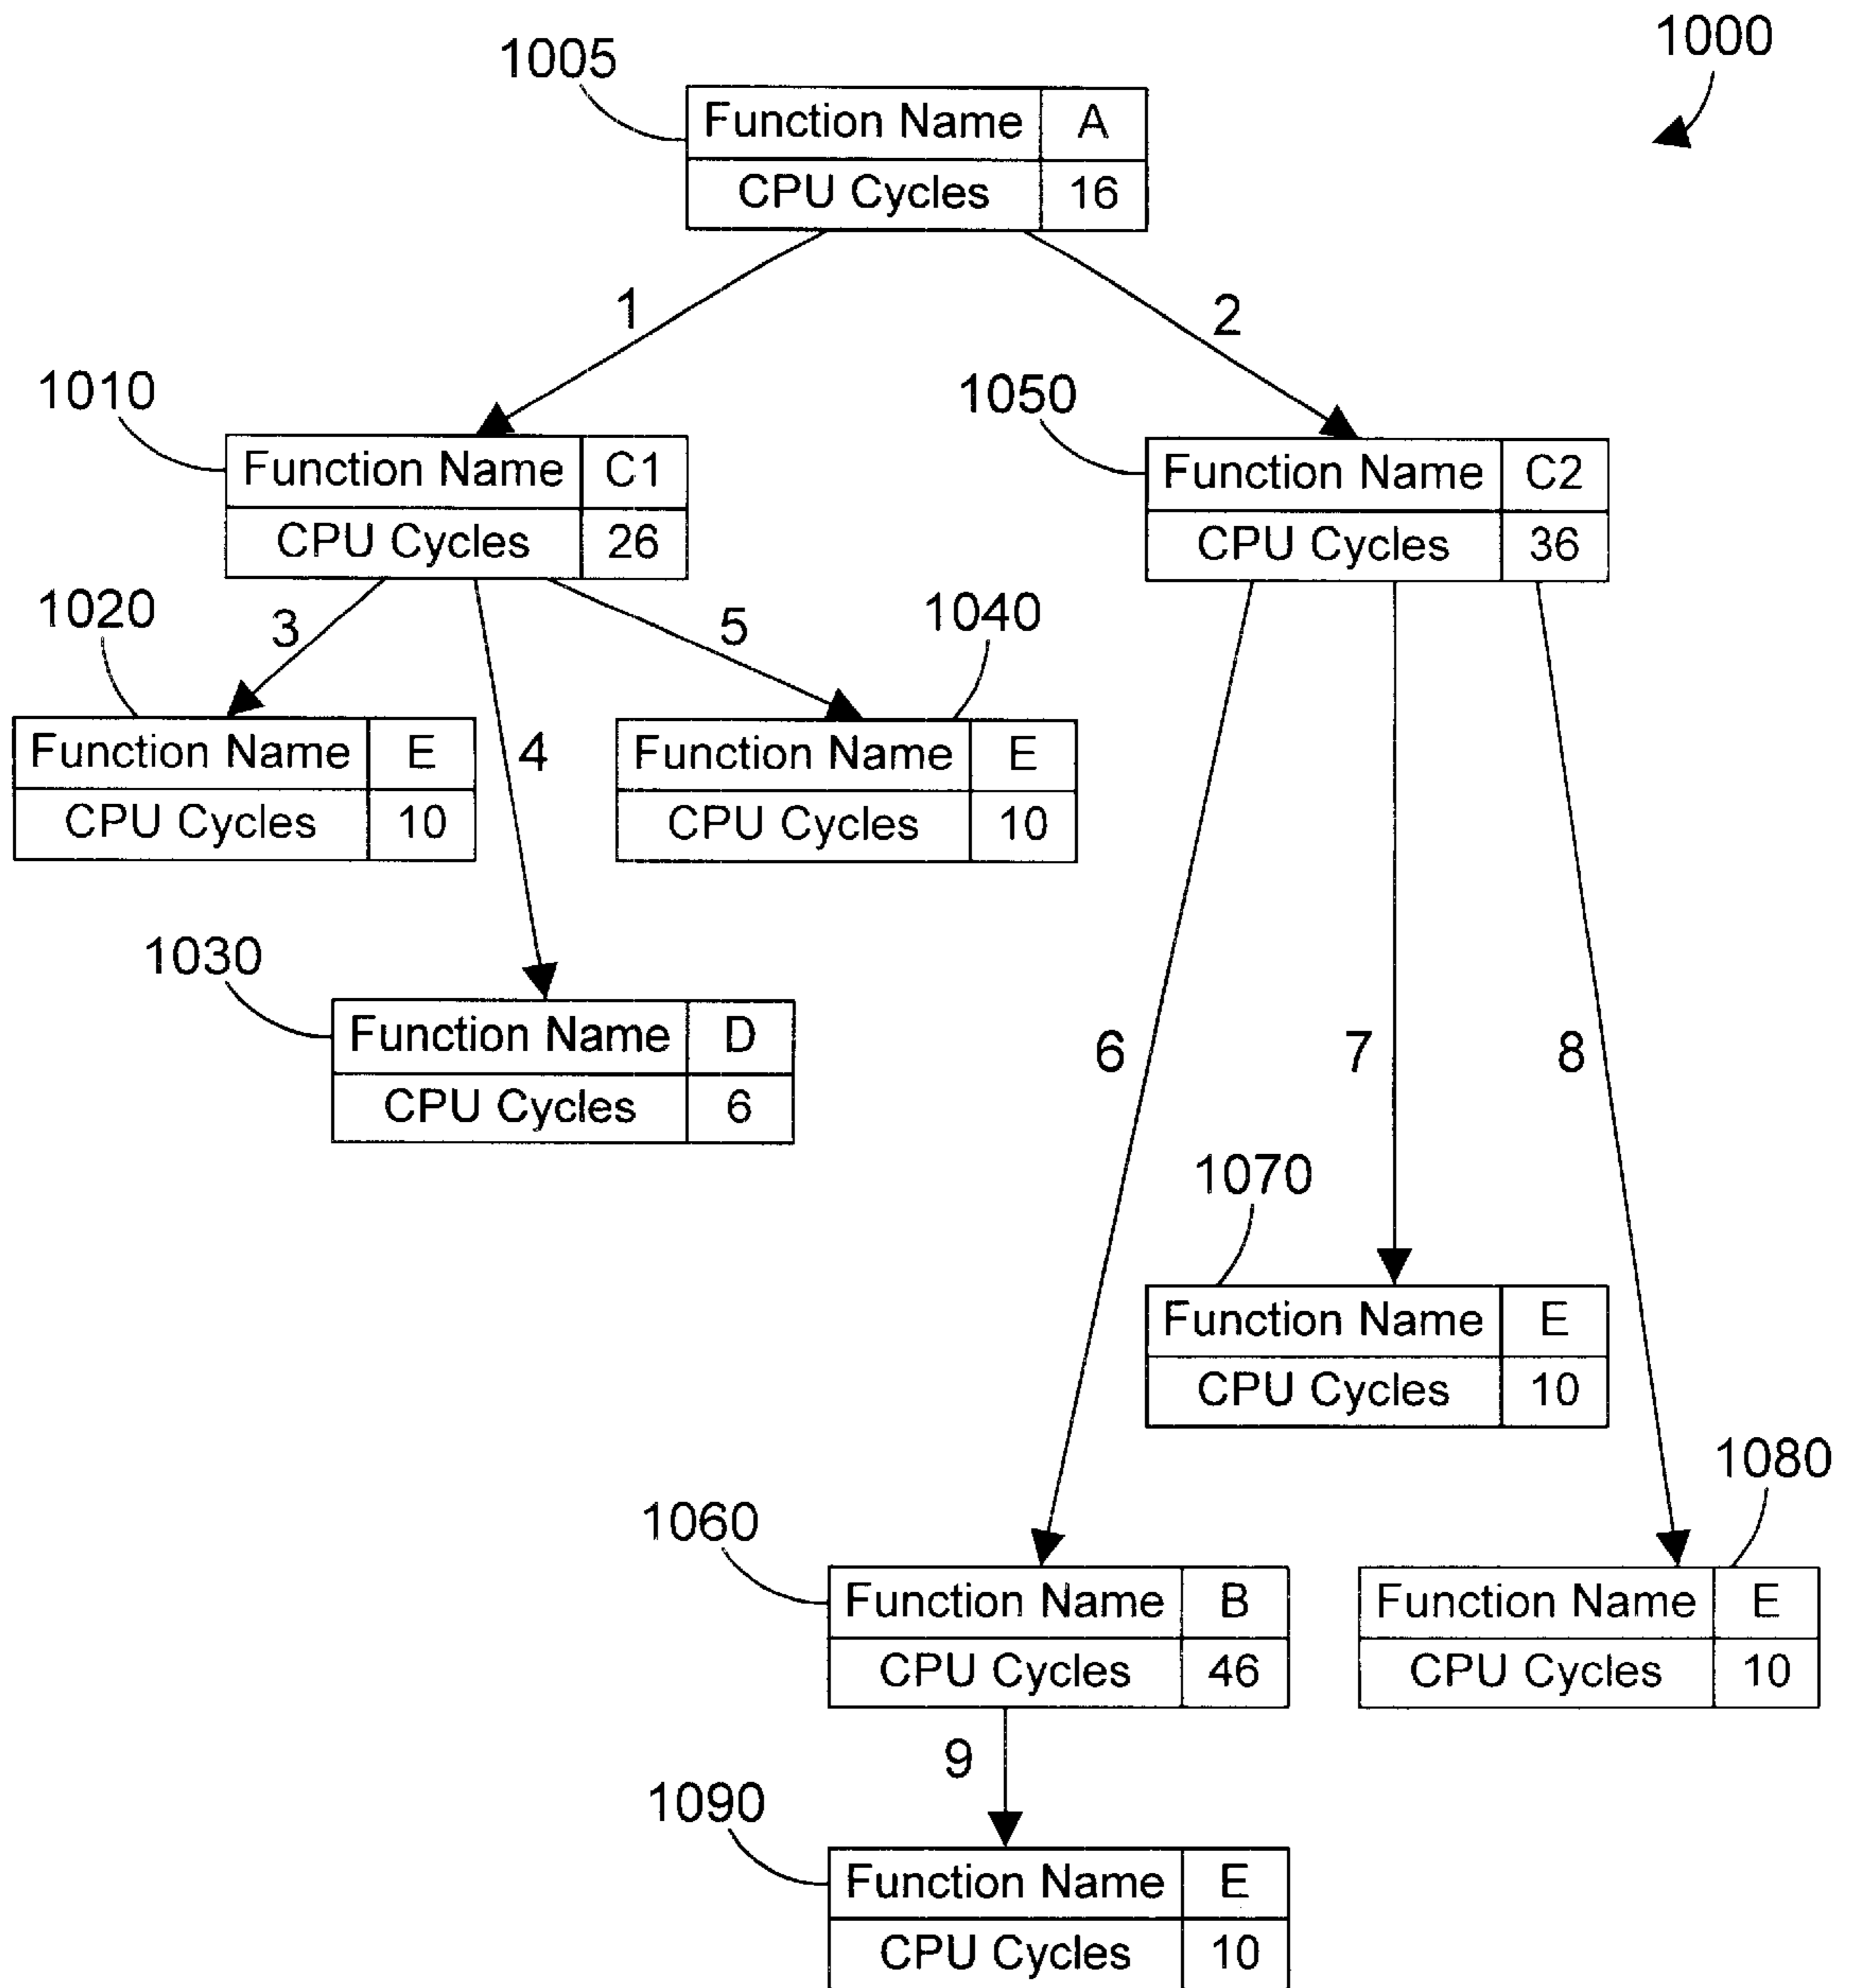 1000
1005
Function Name A
CPU Cycles 16
1
2
1010
1050
Function Name C1
CPU Cycles 26
Function Name C2
CPU Cycles 36
1020
3
4
5
1040
Function Name E
CPU Cycles 10
Function Name E
CPU Cycles 10
1030
Function Name D
CPU Cycles 6
6
7
8
1070
Function Name E
CPU Cycles 10
1060
1080
Function Name B
CPU Cycles 46
Function Name E
CPU Cycles 10
9
1090
Function Name E
CPU Cycles 10